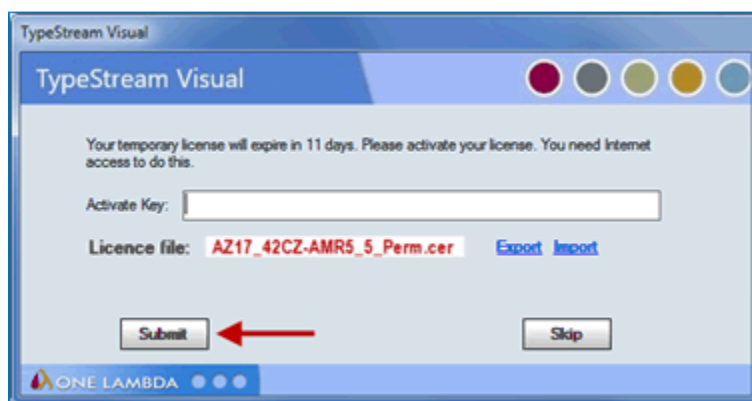 TypeStream Visual
TypeStream Visual
Your temporary license will expire in 11 days. Please activate your license. You need Internet
access to do this.
Activate Key:
Licence file: AZ17_42CZ-AMR5_5_Perm.cer Export Import
Submit Skip
ONE LAMBDA